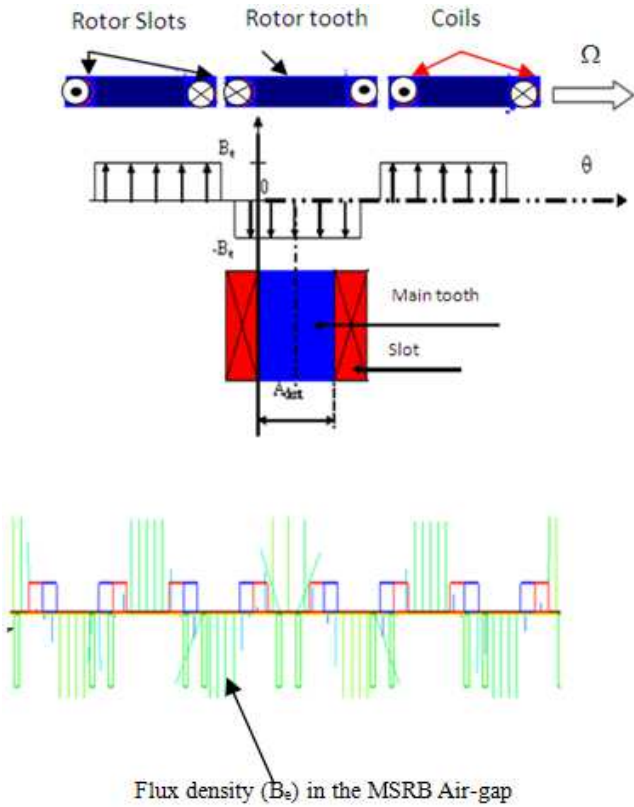 Rotor Slots Rotor tooth Coils
Ω
Bₑ
0
θ
-Bₑ
Main tooth
Slot
A_dent
Flux density (Bₑ) in the MSRB Air-gap